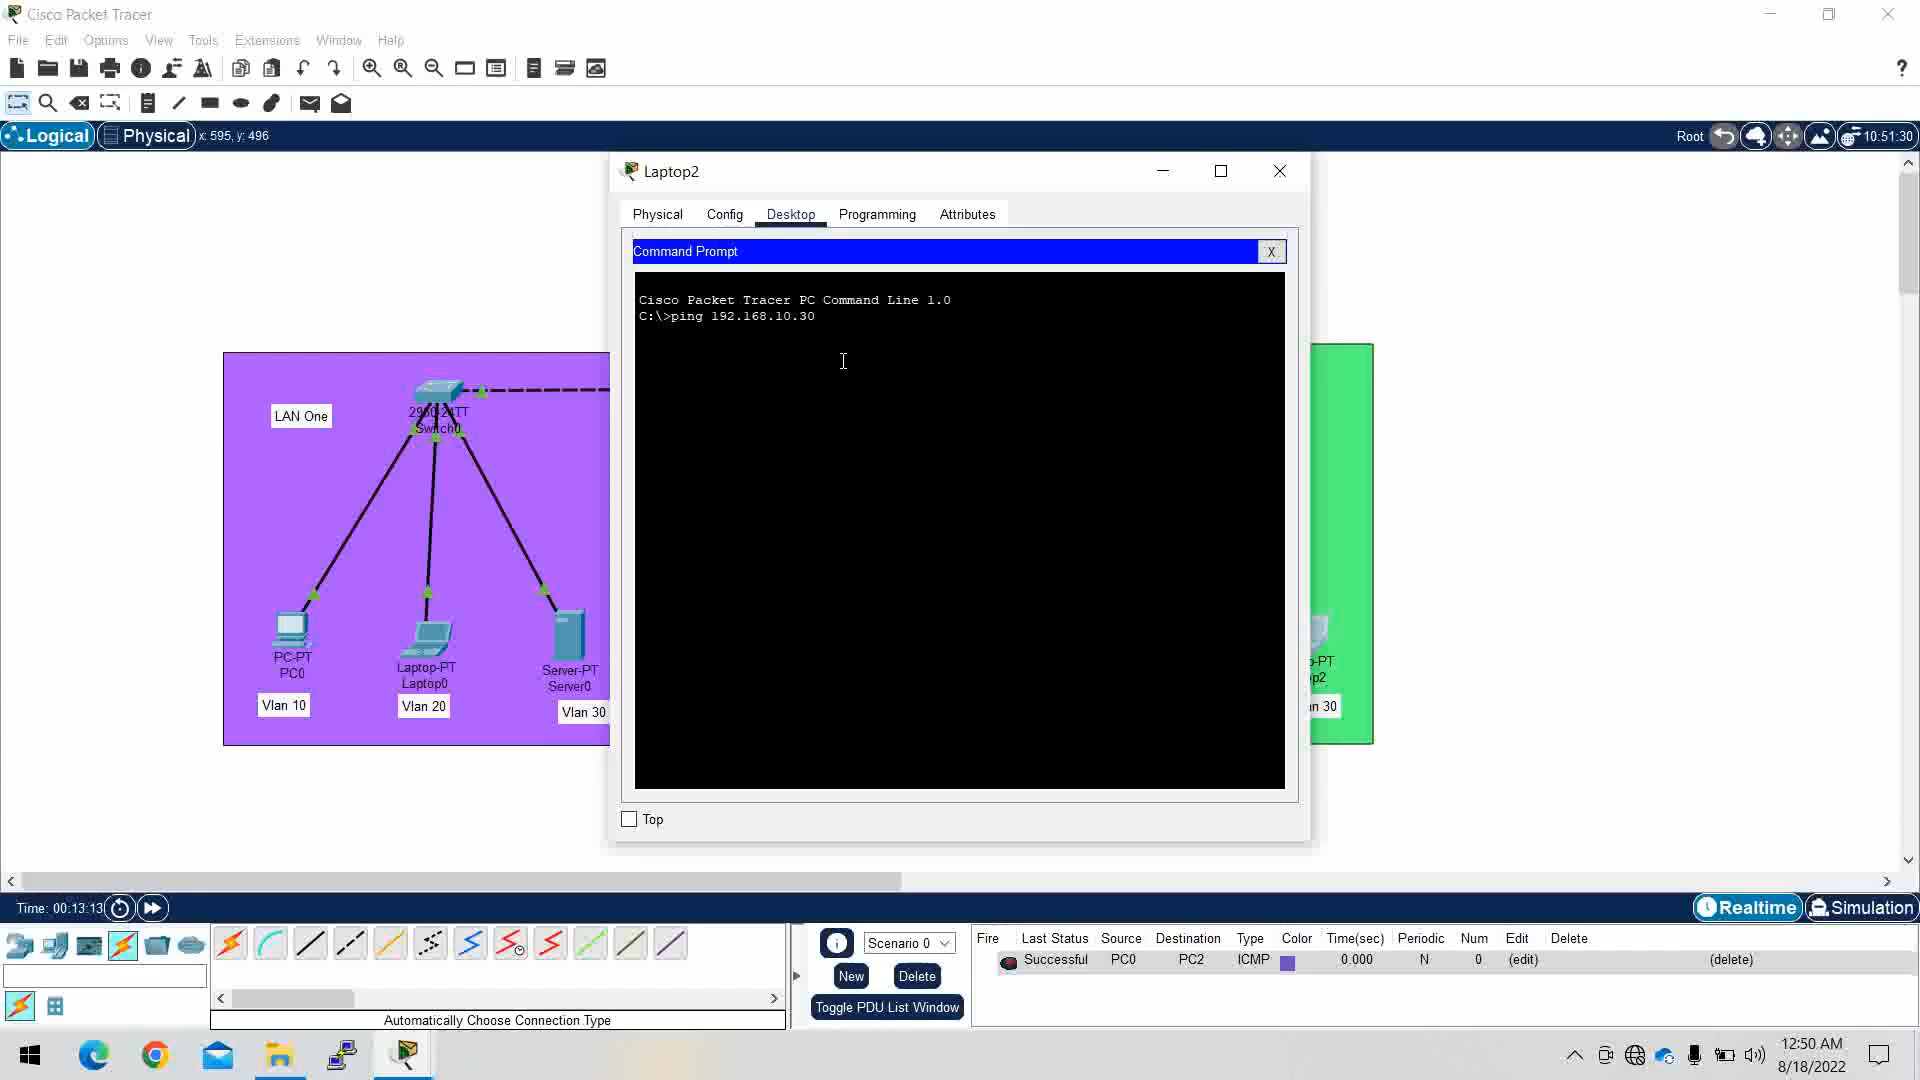 Cisco Packet Tracer
File Edit Options View Tools Extensions Window Help
?
Logical Physical x: 595, y: 496 Root 10:51:30
Laptop2
Physical Config Desktop Programming Attributes
Command Prompt X
Cisco Packet Tracer PC Command Line 1.0
C:\>ping 192.168.10.30
LAN One
Switch0
PC-PT
PC0
Vlan 10
Laptop-PT
Laptop0
Vlan 20
Server-PT
Server0
Vlan 30
p-PT
p2
n 30
Top
Time: 00:13:13 Realtime Simulation
Scenario 0
New Delete
Toggle PDU List Window
Fire Last Status Source Destination Type Color Time(sec) Periodic Num Edit Delete
Successful PC0 PC2 ICMP 0.000 N 0 (edit) (delete)
Automatically Choose Connection Type
12:50 AM
8/18/2022